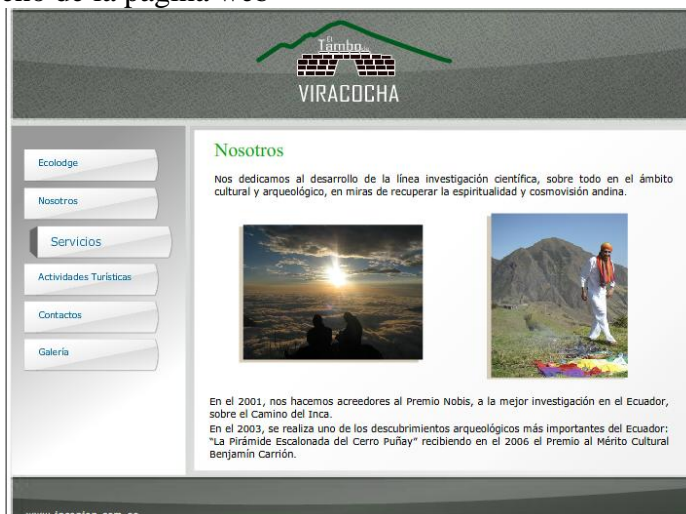 El
Tambo
VIRACOCHA
Ecolodge
Nosotros
Servicios
Actividades Turísticas
Contactos
Galería
Nosotros
Nos dedicamos al desarrollo de la línea investigación científica, sobre todo en el ámbito
cultural y arqueológico, en miras de recuperar la espiritualidad y cosmovisión andina.
En el 2001, nos hacemos acreedores al Premio Nobis, a la mejor investigación en el Ecuador,
sobre el Camino del Inca.
En el 2003, se realiza uno de los descubrimientos arqueológicos más importantes del Ecuador:
“La Pirámide Escalonada del Cerro Puñay” recibiendo en el 2006 el Premio al Mérito Cultural
Benjamín Carrión.